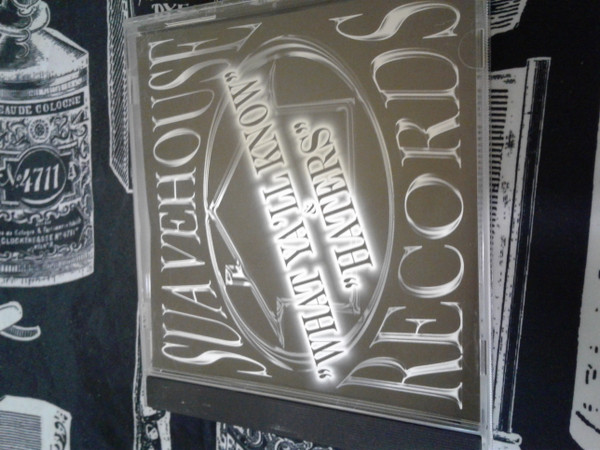 SUAVEHOUSE
"WHAT YA'LL KNOW"
&
"HATERS"
RECORDS
EAU DE COLOGNE
No. 4711